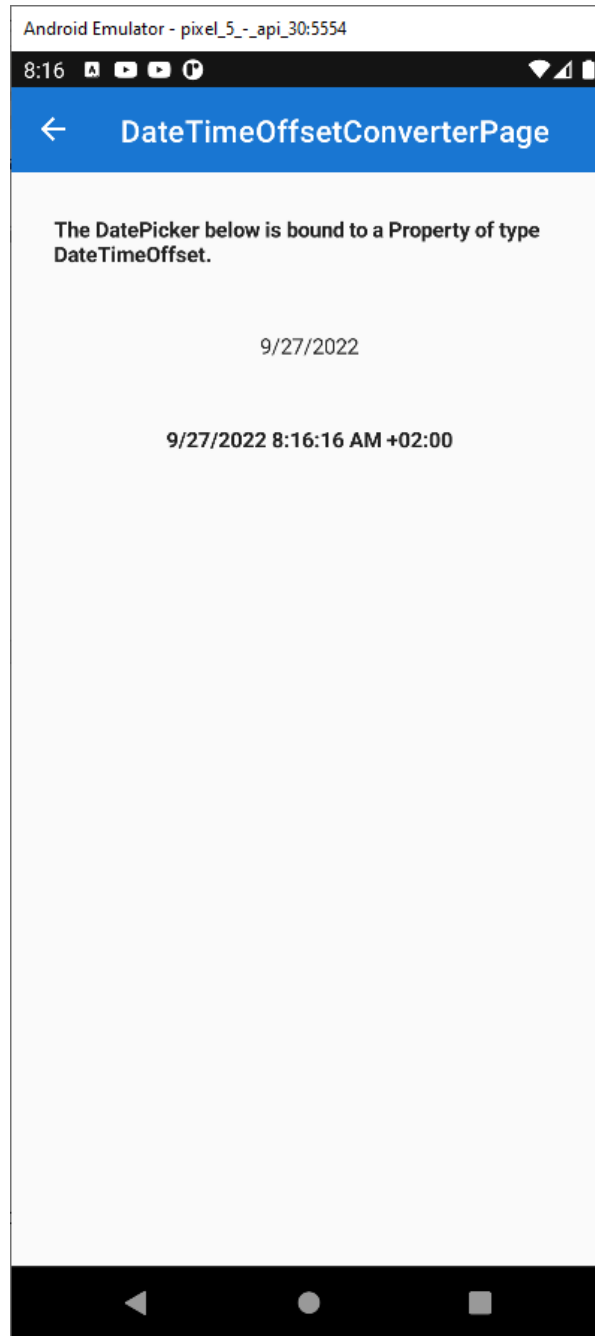 Android Emulator - pixel_5_-_api_30:5554
8:16
DateTimeOffsetConverterPage
The DatePicker below is bound to a Property of type
DateTimeOffset.
9/27/2022
9/27/2022 8:16:16 AM +02:00